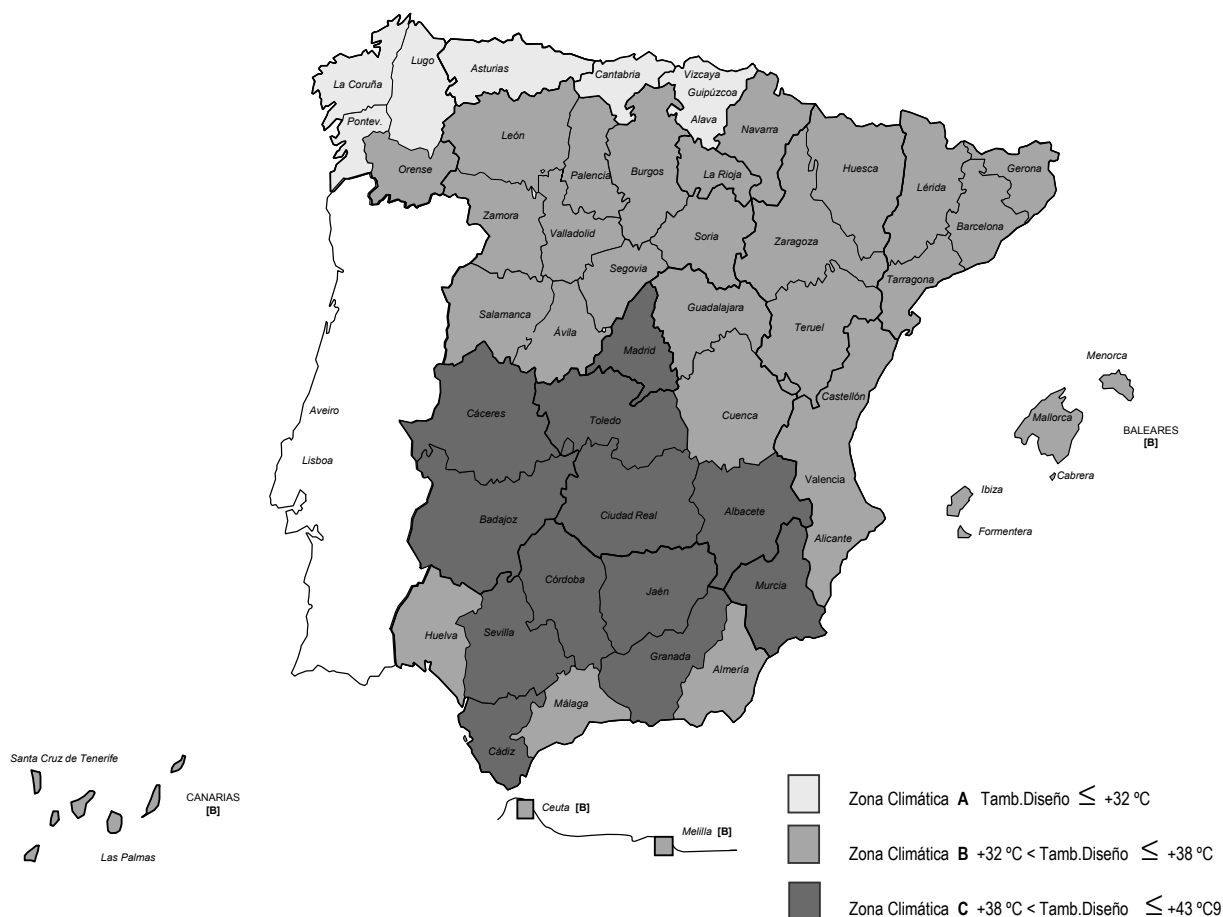 Lugo
Asturias
Cantabria
Vizcaya
Guipúzcoa
La Coruña
Pontev.
Alava
León
Navarra
Orense
Palencia
Burgos
La Rioja
Huesca
Lérida
Gerona
Zamora
Valladolid
Soria
Zaragoza
Barcelona
Segovia
Tarragona
Salamanca
Ávila
Guadalajara
Teruel
Madrid
Menorca
Castellón
Aveiro
Cáceres
Toledo
Cuenca
Mallorca
BALEARES
[B]
Lisboa
Cabrera
Valencia
Ibiza
Badajoz
Ciudad Real
Albacete
Formentera
Alicante
Córdoba
Jaén
Murcia
Huelva
Sevilla
Granada
Almería
Málaga
Cádiz
Santa Cruz de Tenerife
CANARIAS
[B]
Las Palmas
Ceuta [B]
Melilla [B]
Zona Climática A Tamb.Diseño ≤ +32 ºC
Zona Climática B +32 ºC < Tamb.Diseño ≤ +38 ºC
Zona Climática C +38 ºC < Tamb.Diseño ≤ +43 ºC9